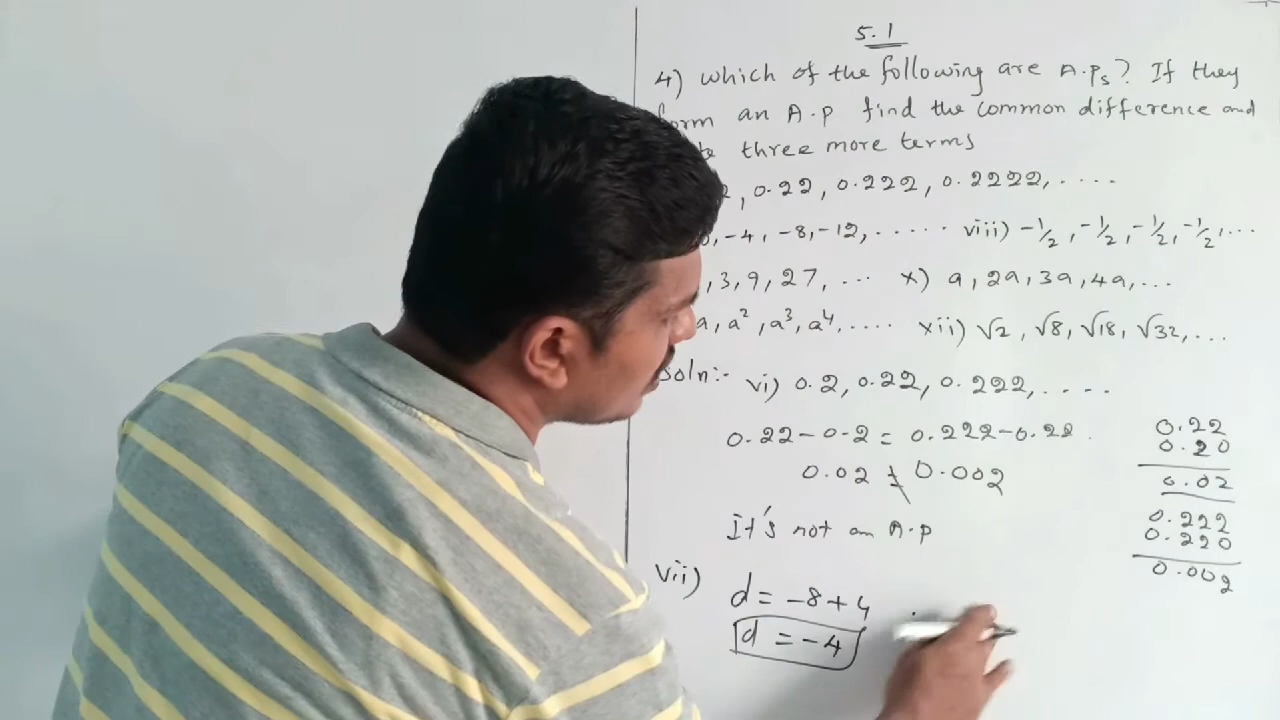 5.1
4) which of the following are A.Ps? If they
form an A.p find the common difference and
three more terms
, 0.22, 0.222, 0.2222, ....
, -4, -8, -12, ..... viii) -1/2, -1/2, -1/2, -1/2, ...
, 3, 9, 27, ... x) a, 2a, 3a, 4a, ...
a, a², a³, a⁴, .... xii) √2, √8, √18, √32, ...
Soln:- vi) 0.2, 0.22, 0.222, ....
0.22-0.2 = 0.222-0.22
0.02 ≠ 0.002
It's not an A.p
vii) d = -8+4
d = -4
0.22
0.20
0.02
0.222
0.220
0.002